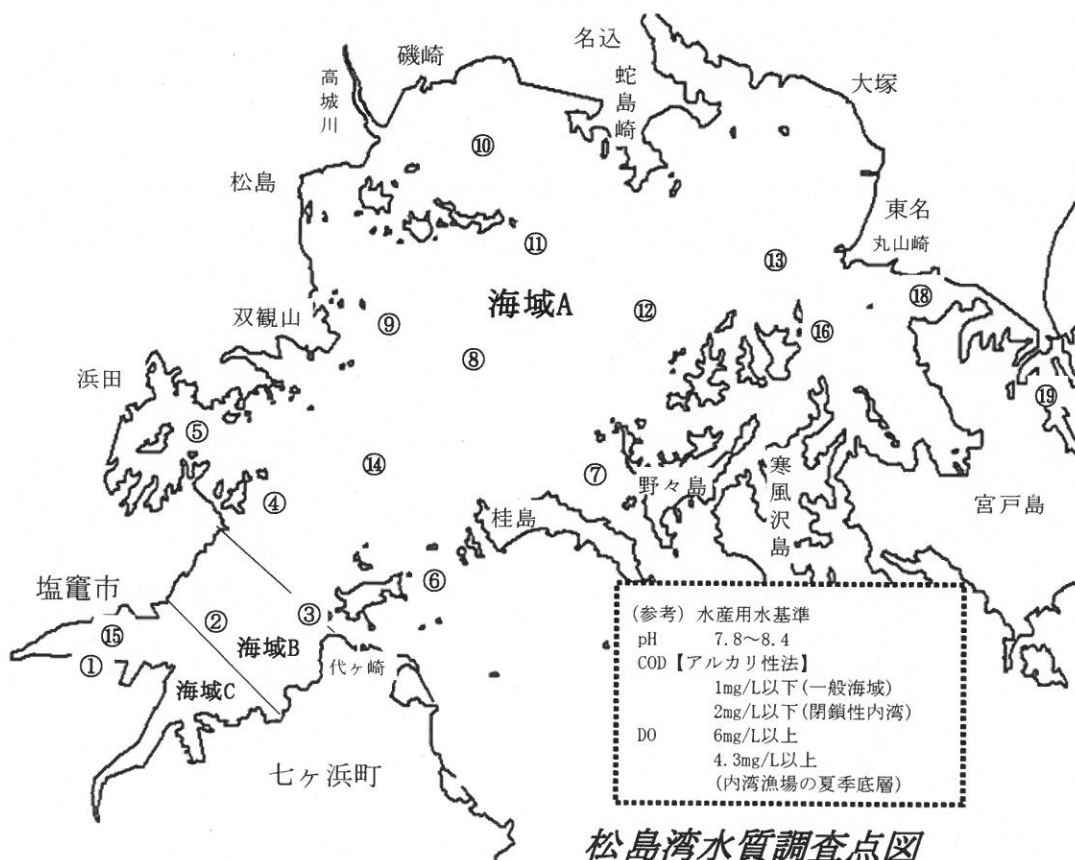 名込
磯崎
高城川
蛇島崎
大塚
⑩
松島
東名
丸山崎
⑪
⑬
⑱
海域A
双観山
⑨
⑫
⑯
⑧
浜田
⑲
⑤
⑭
⑦
野々島
寒風沢島
宮戸島
④
桂島
⑥
塩竈市
⑮
②
③
海域B
①
代ヶ崎
海域C
七ヶ浜町
(参考) 水産用水基準
pH 7.8～8.4
COD【アルカリ性法】
1mg/L以下(一般海域)
2mg/L以下(閉鎖性内湾)
DO 6mg/L以上
4.3mg/L以上
(内湾漁場の夏季底層)
松島湾水質調査点図